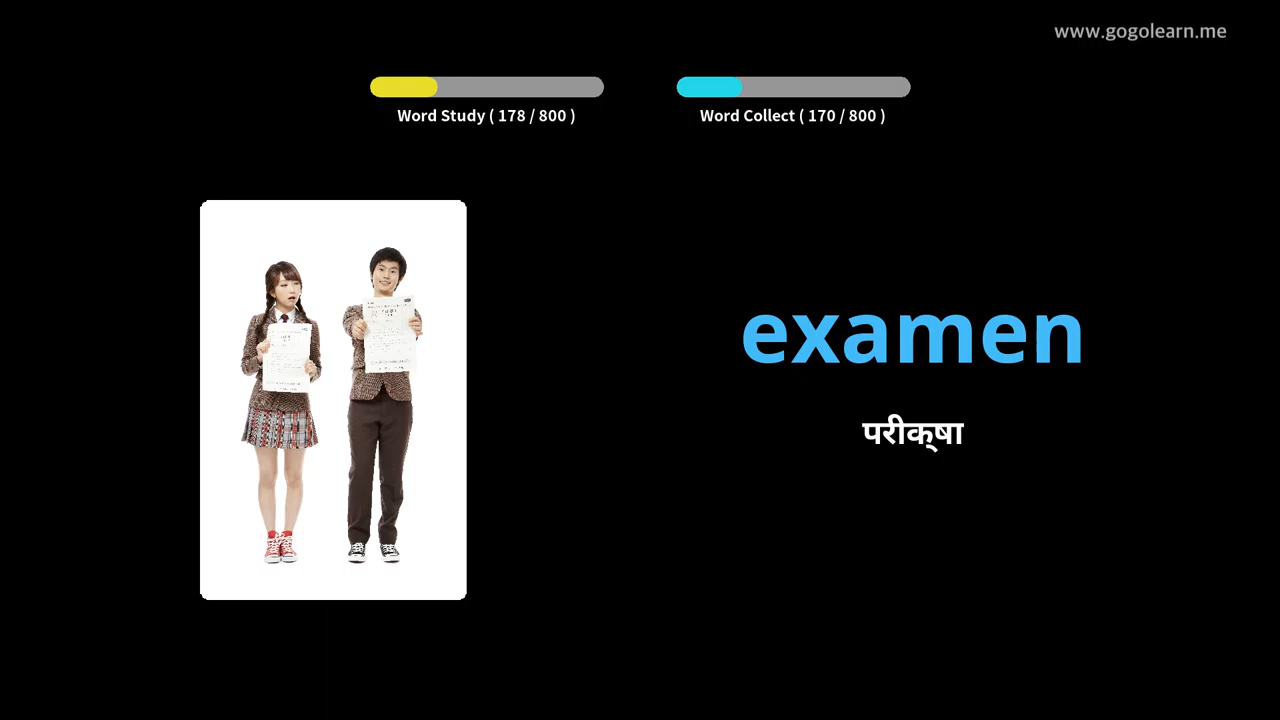 www.gogolearn.me
Word Study ( 178 / 800 )
Word Collect ( 170 / 800 )
examen
परीक्‌षा